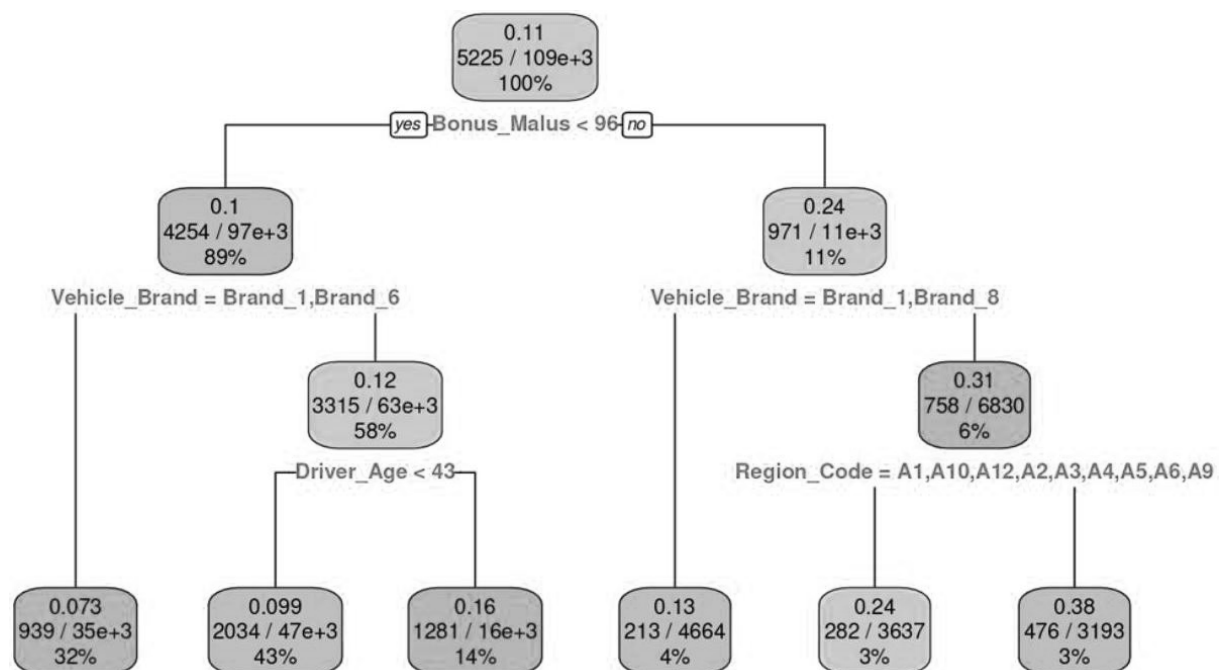 0.11
5225 / 109e+3
100%
yes Bonus_Malus < 96 no
0.1
4254 / 97e+3
89%
0.24
971 / 11e+3
11%
Vehicle_Brand = Brand_1,Brand_6
Vehicle_Brand = Brand_1,Brand_8
0.12
3315 / 63e+3
58%
0.31
758 / 6830
6%
Driver_Age < 43
Region_Code = A1,A10,A12,A2,A3,A4,A5,A6,A9
0.073
939 / 35e+3
32%
0.099
2034 / 47e+3
43%
0.16
1281 / 16e+3
14%
0.13
213 / 4664
4%
0.24
282 / 3637
3%
0.38
476 / 3193
3%